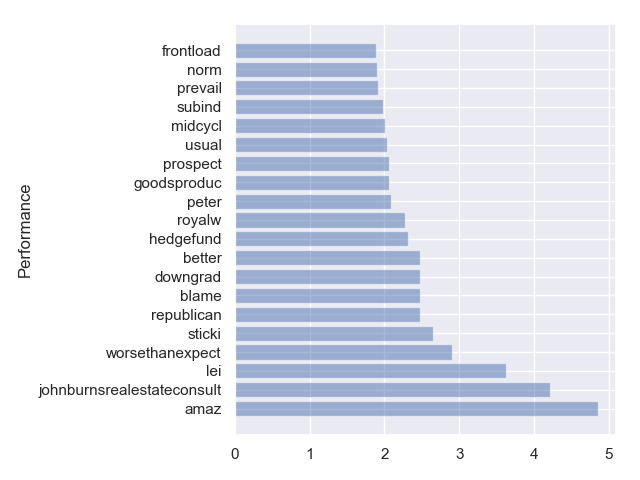 frontload
norm
prevail
subind
midcycl
usual
prospect
goodsproduc
peter
royalw
hedgefund
better
downgrad
blame
republican
sticki
worsethanexpect
lei
johnburnsrealestateconsult
amaz
Performance
0 1 2 3 4 5